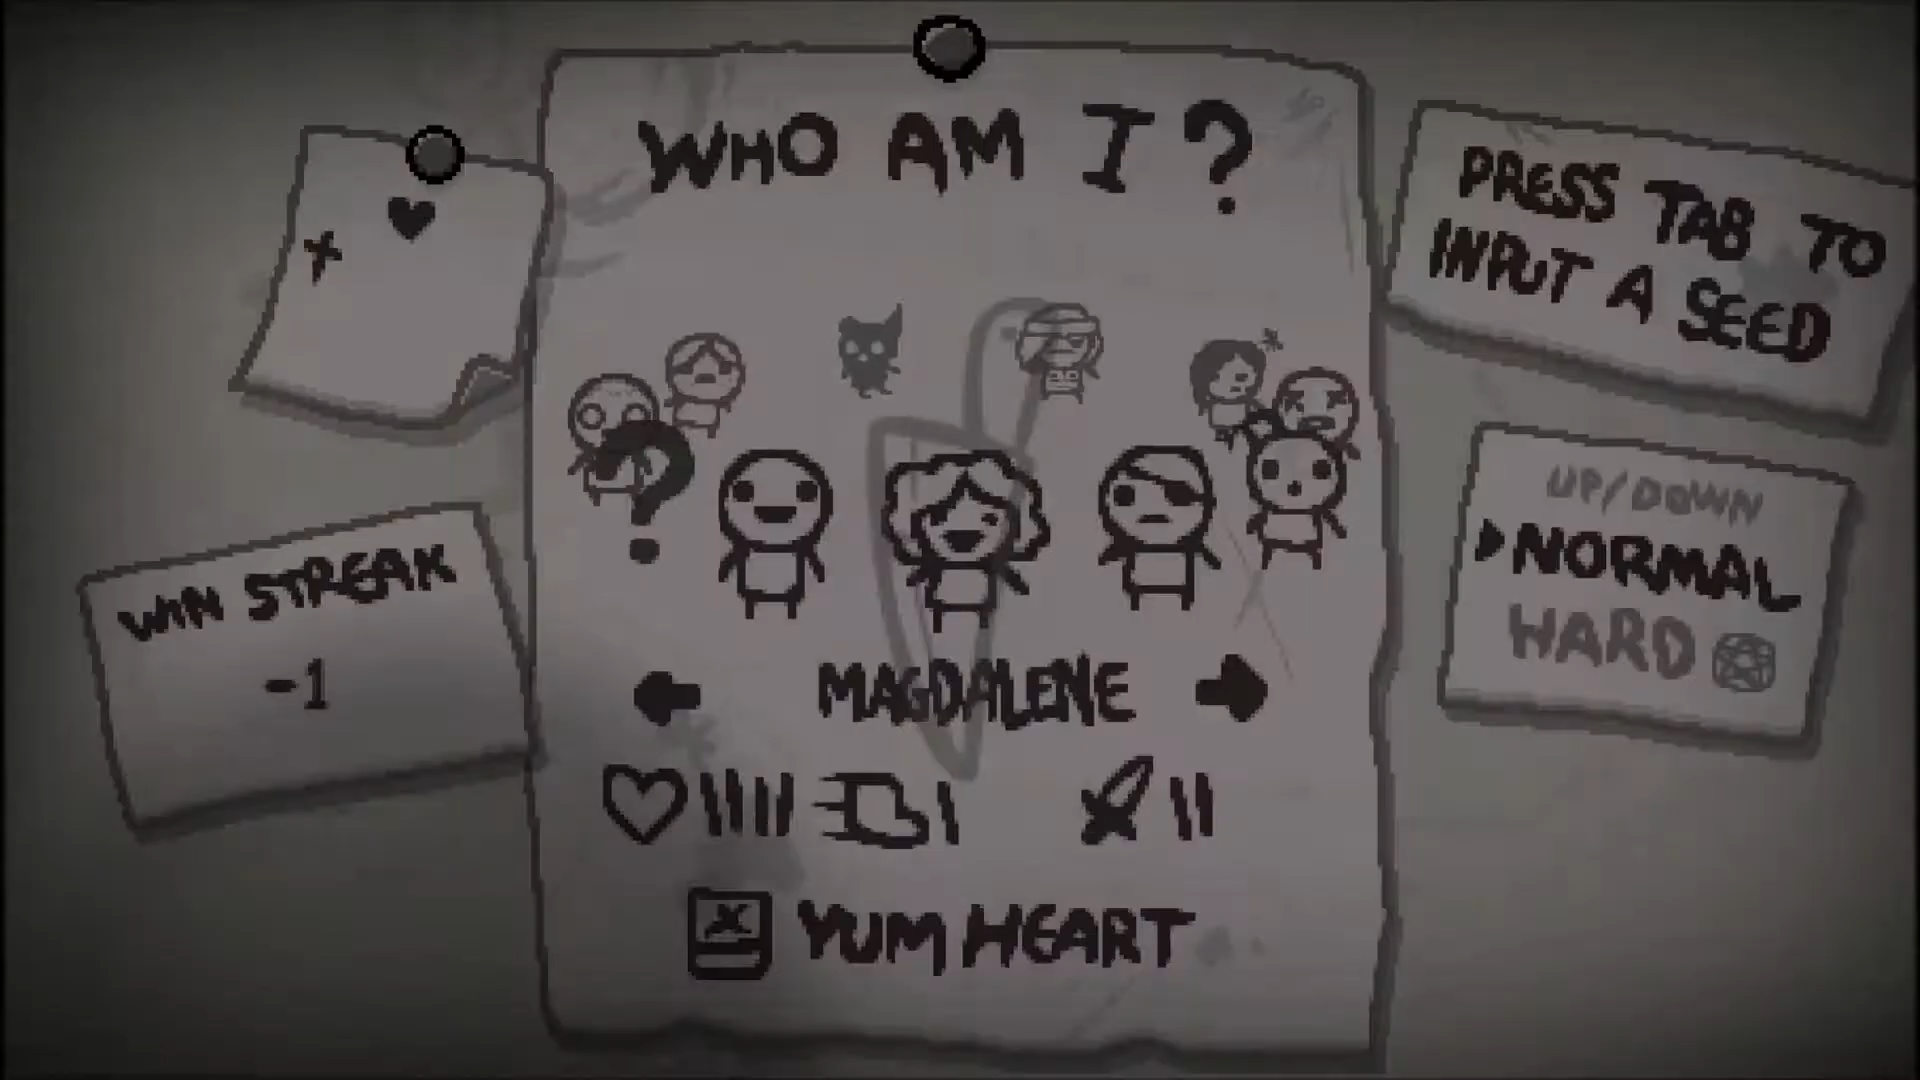 WHO AM I?
PRESS TAB TO
INPUT A SEED
WIN STREAK
-1
UP/DOWN
NORMAL
HARD
MAGDALENE
YUM HEART